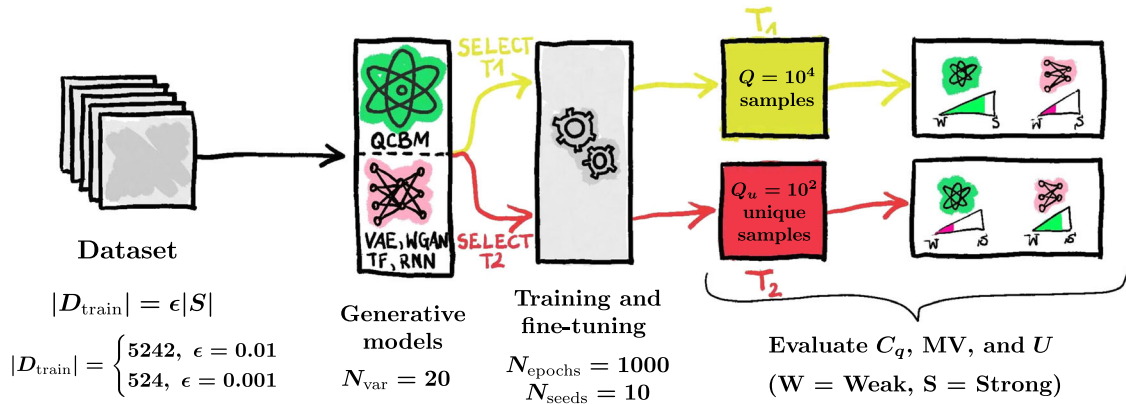 Dataset
|D_train| = ϵ|S|
|D_train| = { 5242, ϵ = 0.01
524, ϵ = 0.001
QCBM
VAE, WGAN
TF, RNN
Generative
models
N_var = 20
SELECT
T1
SELECT
T2
Training and
fine-tuning
N_epochs = 1000
N_seeds = 10
T1
Q = 10^4
samples
W S
W S
Q_u = 10^2
unique
samples
T2
W S
W S
Evaluate C_q, MV, and U
(W = Weak, S = Strong)